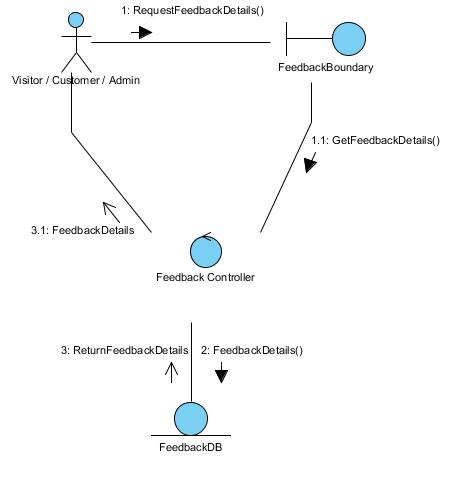 1: RequestFeedbackDetails()
Visitor / Customer / Admin
FeedbackBoundary
1.1: GetFeedbackDetails()
3.1: FeedbackDetails
Feedback Controller
3: ReturnFeedbackDetails
2: FeedbackDetails()
FeedbackDB